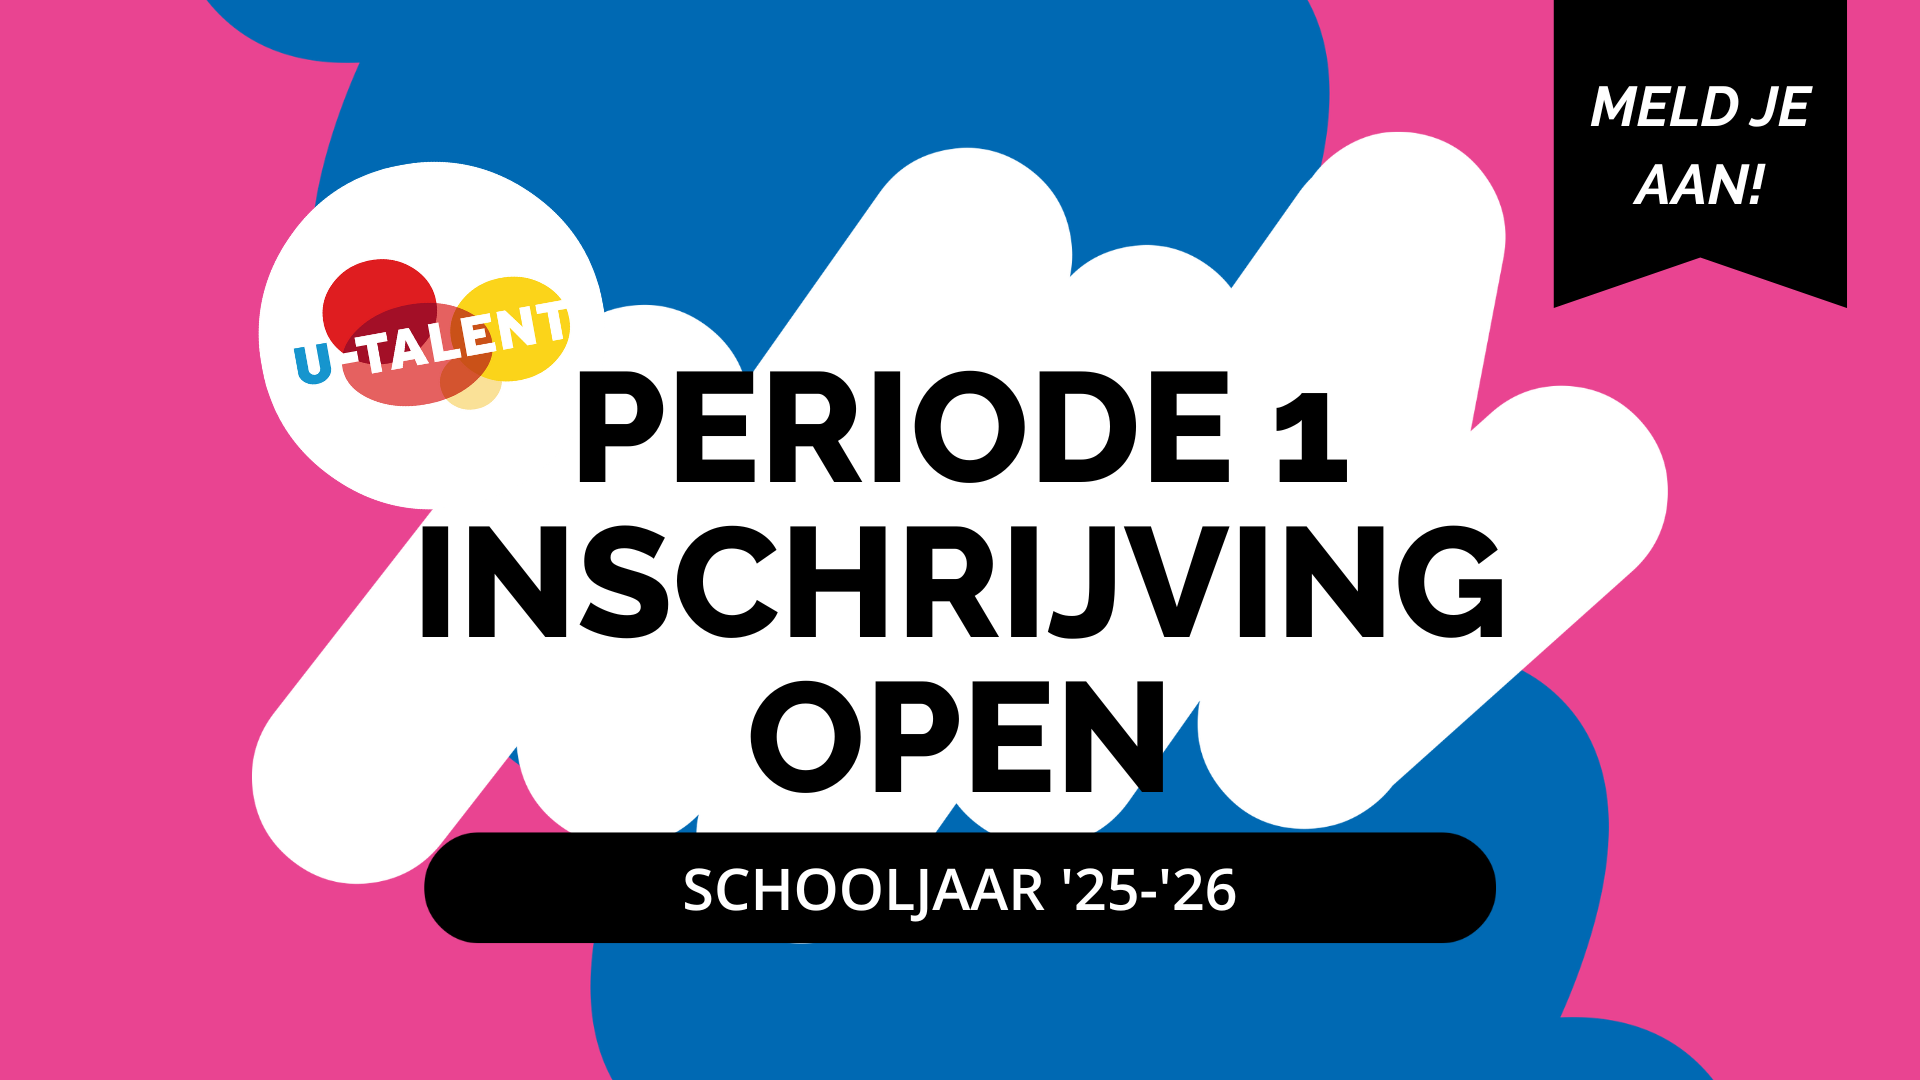 MELD JE
AAN!
U-TALENT
PERIODE 1
INSCHRIJVING
OPEN
SCHOOLJAAR '25-'26